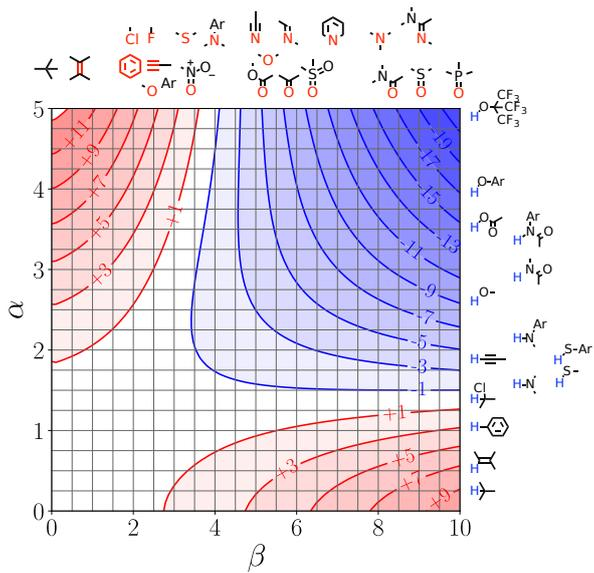 Ar
N
Cl F S N N N N N N
Ar N+ O− O O O O S O N O S O P O
O O
5
+11
+9
+7
+5
+3
+1
-19
-17
-15
-13
-11
-9
-7
-5
-3
-1
+1
+3
+5
+7
+9
4
3
2
1
0
α
0 2 4 6 8 10
β
H O CF3
CF3
CF3
H O-Ar
H O O
Ar
H N O
H N O
H O
Ar
H-N
H
S-Ar
H
S
H
Cl
H
H-N
H
H
H